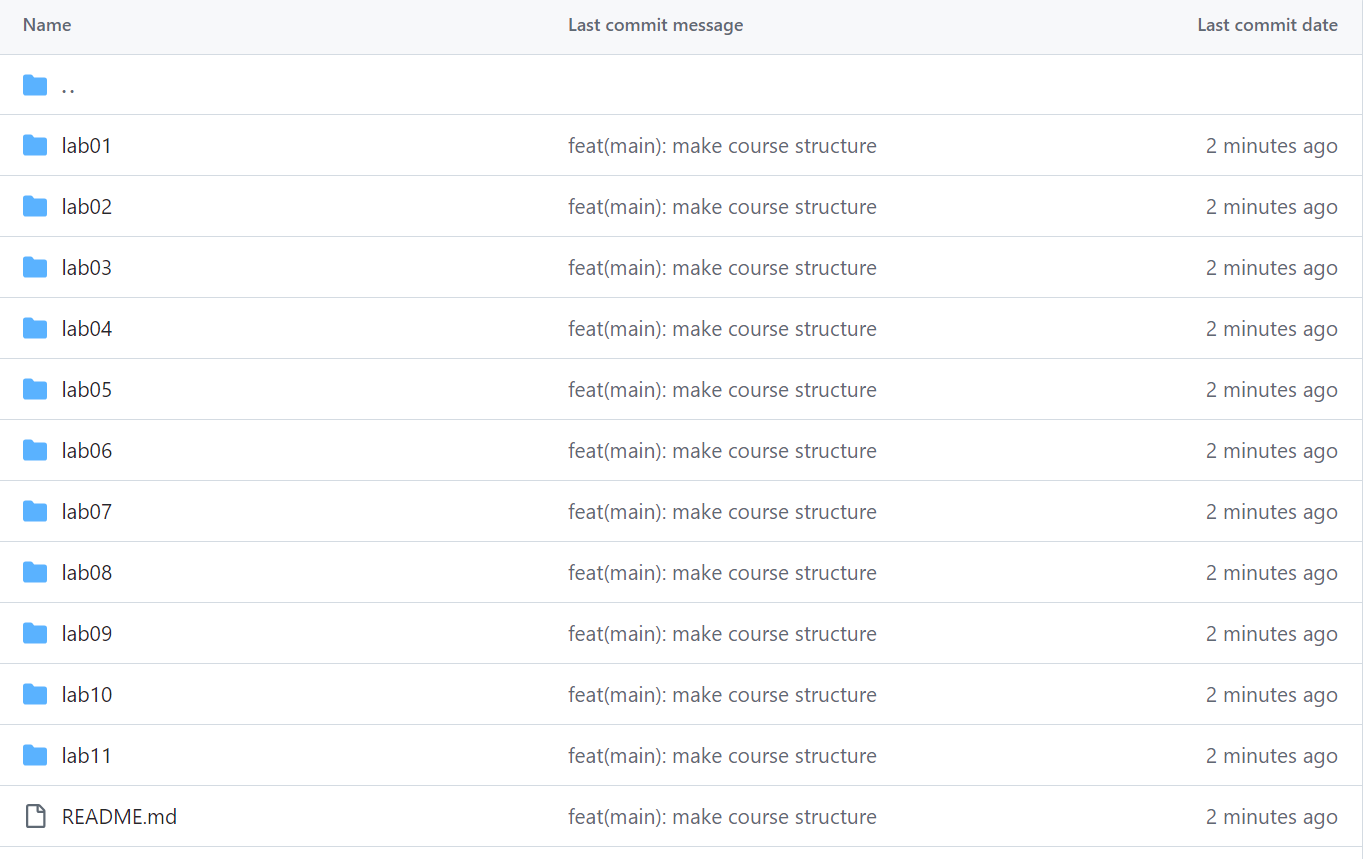 Name Last commit message Last commit date
..
lab01 feat(main): make course structure 2 minutes ago
lab02 feat(main): make course structure 2 minutes ago
lab03 feat(main): make course structure 2 minutes ago
lab04 feat(main): make course structure 2 minutes ago
lab05 feat(main): make course structure 2 minutes ago
lab06 feat(main): make course structure 2 minutes ago
lab07 feat(main): make course structure 2 minutes ago
lab08 feat(main): make course structure 2 minutes ago
lab09 feat(main): make course structure 2 minutes ago
lab10 feat(main): make course structure 2 minutes ago
lab11 feat(main): make course structure 2 minutes ago
README.md feat(main): make course structure 2 minutes ago